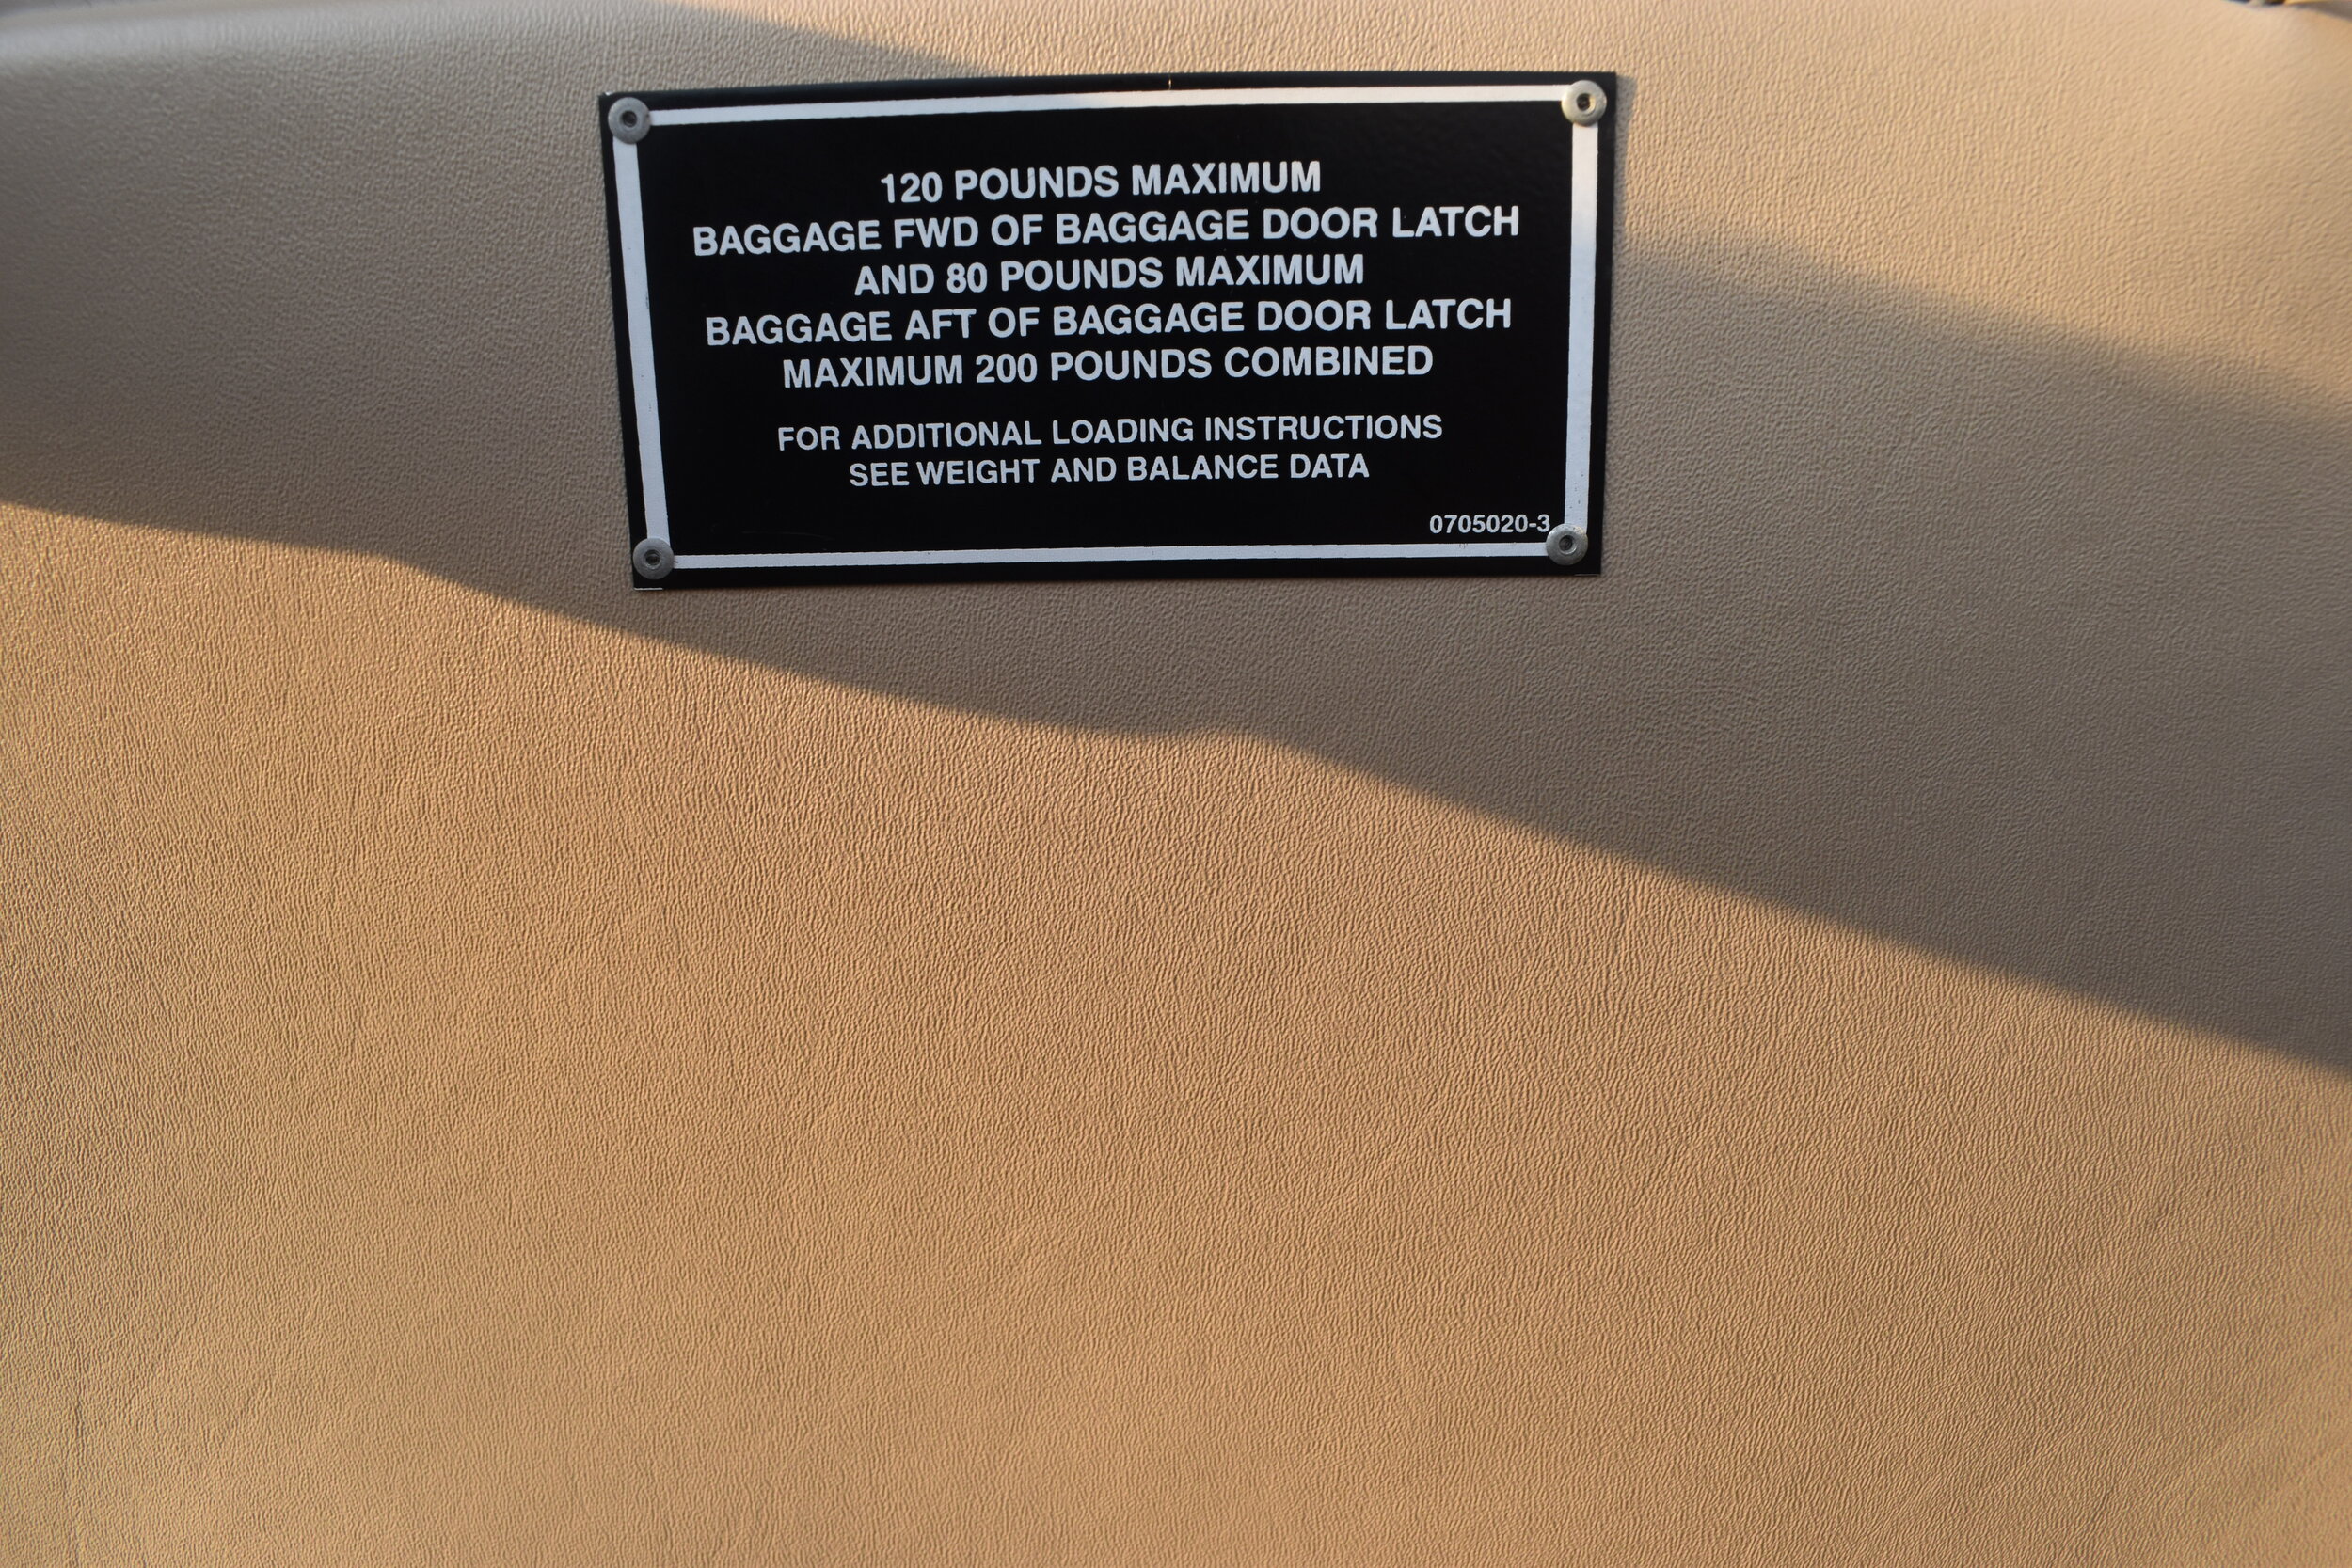 120 POUNDS MAXIMUM
BAGGAGE FWD OF BAGGAGE DOOR LATCH
AND 80 POUNDS MAXIMUM
BAGGAGE AFT OF BAGGAGE DOOR LATCH
MAXIMUM 200 POUNDS COMBINED
FOR ADDITIONAL LOADING INSTRUCTIONS
SEE WEIGHT AND BALANCE DATA
0705020-3